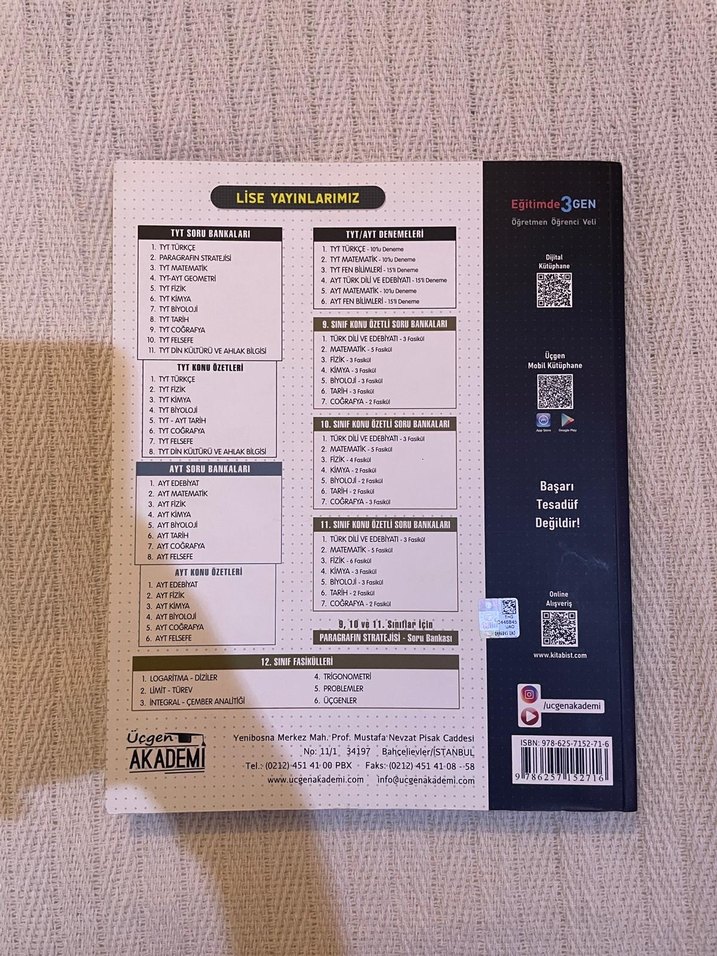 LİSE YAYINLARIMIZ
TYT SORU BANKALARI
1. TYT TÜRKÇE
2. PARAGRAFIN STRATEJİSİ
3. TYT MATEMATİK
4. TYT-AYT GEOMETRİ
5. TYT FİZİK
6. TYT KİMYA
7. TYT BİYOLOJİ
8. TYT TARİH
9. TYT COĞRAFYA
10. TYT FELSEFE
11. TYT DİN KÜLTÜRÜ VE AHLAK BİLGİSİ
TYT KONU ÖZETLERİ
1. TYT TÜRKÇE
2. TYT FİZİK
3. TYT KİMYA
4. TYT BİYOLOJİ
5. TYT - AYT TARİH
6. TYT COĞRAFYA
7. TYT FELSEFE
8. TYT DİN KÜLTÜRÜ VE AHLAK BİLGİSİ
AYT SORU BANKALARI
1. AYT EDEBİYAT
2. AYT MATEMATİK
3. AYT FİZİK
4. AYT KİMYA
5. AYT BİYOLOJİ
6. AYT TARİH
7. AYT COĞRAFYA
8. AYT FELSEFE
AYT KONU ÖZETLERİ
1. AYT EDEBİYAT
2. AYT FİZİK
3. AYT KİMYA
4. AYT BİYOLOJİ
5. AYT COĞRAFYA
6. AYT FELSEFE
TYT/AYT DENEMELERİ
1. TYT TÜRKÇE - 10'lu Deneme
2. TYT MATEMATİK - 10'lu Deneme
3. TYT FEN BİLİMLERİ - 15'li Deneme
4. AYT TÜRK DİLİ VE EDEBİYATI - 15'li Deneme
5. AYT MATEMATİK - 10'lu Deneme
6. AYT FEN BİLİMLERİ - 15'li Deneme
9. SINIF KONU ÖZETLİ SORU BANKALARI
1. TÜRK DİLİ VE EDEBİYATI - 3 Fasikül
2. MATEMATİK - 5 Fasikül
3. FİZİK - 3 Fasikül
4. KİMYA - 3 Fasikül
5. BİYOLOJİ - 3 Fasikül
6. TARİH - 3 Fasikül
7. COĞRAFYA - 2 Fasikül
10. SINIF KONU ÖZETLİ SORU BANKALARI
1. TÜRK DİLİ VE EDEBİYATI - 3 Fasikül
2. MATEMATİK - 5 Fasikül
3. FİZİK - 4 Fasikül
4. KİMYA - 2 Fasikül
5. BİYOLOJİ - 2 Fasikül
6. TARİH - 2 Fasikül
7. COĞRAFYA - 3 Fasikül
11. SINIF KONU ÖZETLİ SORU BANKALARI
1. TÜRK DİLİ VE EDEBİYATI - 3 Fasikül
2. MATEMATİK - 5 Fasikül
3. FİZİK - 6 Fasikül
4. KİMYA - 3 Fasikül
5. BİYOLOJİ - 3 Fasikül
6. TARİH - 2 Fasikül
7. COĞRAFYA - 2 Fasikül
9, 10 ve 11. Sınıflar İçin
PARAGRAFIN STRATEJİSİ - Soru Bankası
12. SINIF FASİKÜLLERİ
1. LOGARİTMA - DİZİLER
2. LİMİT - TÜREV
3. İNTEGRAL - ÇEMBER ANALİTİĞİ
4. TRİGONOMETRİ
5. PROBLEMLER
6. ÜÇGENLER
Üçgen
AKADEMİ
Yenibosna Merkez Mah. Prof. Mustafa Nevzat Pisak Caddesi
No: 11/1 34197 Bahçelievler/İSTANBUL
Tel.: (0212) 451 41 00 PBX - Faks: (0212) 451 41 08 - 58
www.ucgenakademi.com info@ucgenakademi.com
Eğitimde 3GEN
Öğretmen Öğrenci Veli
Dijital
Kütüphane
Üçgen
Mobil Kütüphane
App Store Google Play
Başarı
Tesadüf
Değildir!
Online
Alışveriş
www.kitabist.com
/ucgenakademi
ISBN: 978-625-7152-71-6
9 786257 152716